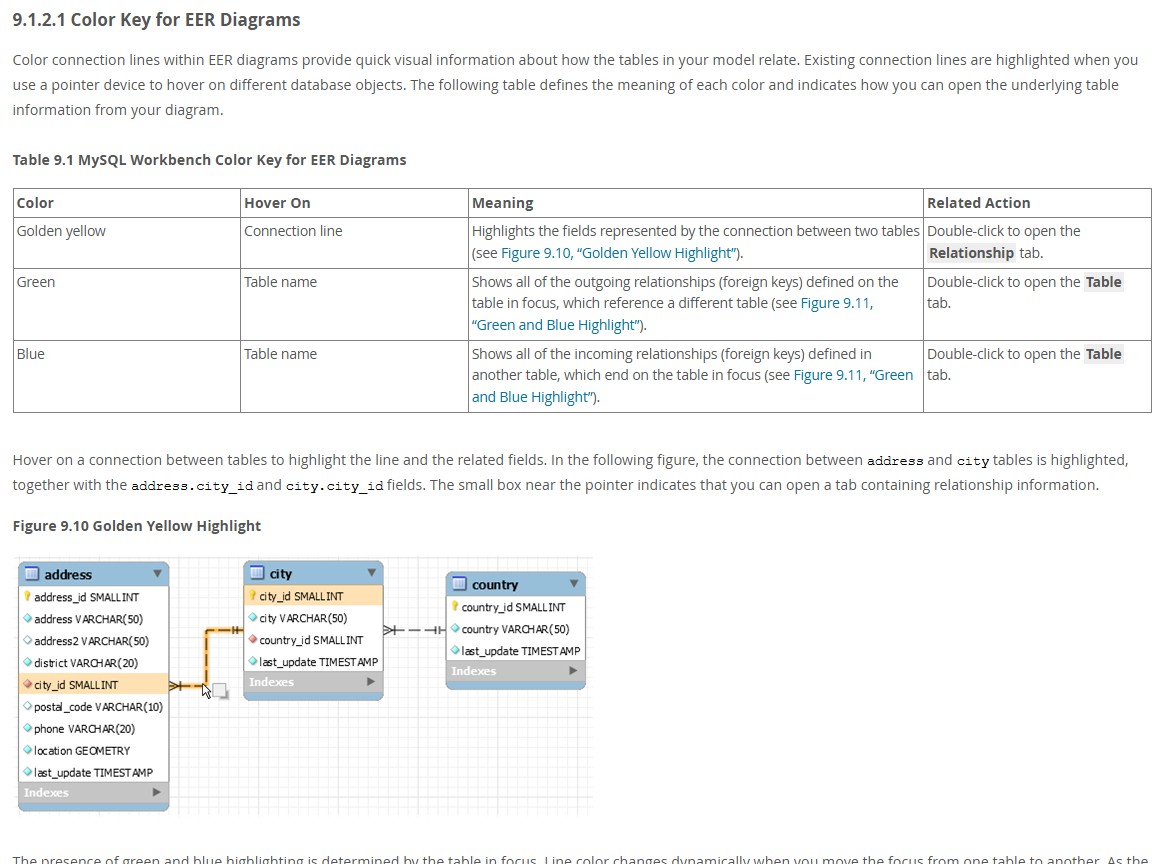 9.1.2.1 Color Key for EER Diagrams
Color connection lines within EER diagrams provide quick visual information about how the tables in your model relate. Existing connection lines are highlighted when you
use a pointer device to hover on different database objects. The following table defines the meaning of each color and indicates how you can open the underlying table
information from your diagram.
Table 9.1 MySQL Workbench Color Key for EER Diagrams
Color Hover On Meaning Related Action
Golden yellow Connection line Highlights the fields represented by the connection between two tables Double-click to open the
(see Figure 9.10, “Golden Yellow Highlight”). Relationship tab.
Green Table name Shows all of the outgoing relationships (foreign keys) defined on the Double-click to open the Table
table in focus, which reference a different table (see Figure 9.11, tab.
“Green and Blue Highlight”).
Blue Table name Shows all of the incoming relationships (foreign keys) defined in Double-click to open the Table
another table, which end on the table in focus (see Figure 9.11, “Green tab.
and Blue Highlight”).
Hover on a connection between tables to highlight the line and the related fields. In the following figure, the connection between address and city tables is highlighted,
together with the address.city_id and city.city_id fields. The small box near the pointer indicates that you can open a tab containing relationship information.
Figure 9.10 Golden Yellow Highlight
address
address_id SMALLINT
address VARCHAR(50)
address2 VARCHAR(50)
district VARCHAR(20)
city_id SMALLINT
postal_code VARCHAR(10)
phone VARCHAR(20)
location GEOMETRY
last_update TIMESTAMP
Indexes
city
city_id SMALLINT
city VARCHAR(50)
country_id SMALLINT
last_update TIMESTAMP
Indexes
country
country_id SMALLINT
country VARCHAR(50)
last_update TIMESTAMP
Indexes
The presence of green and blue highlighting is determined by the table in focus. Line color changes dynamically when you move the focus from one table to another. As the